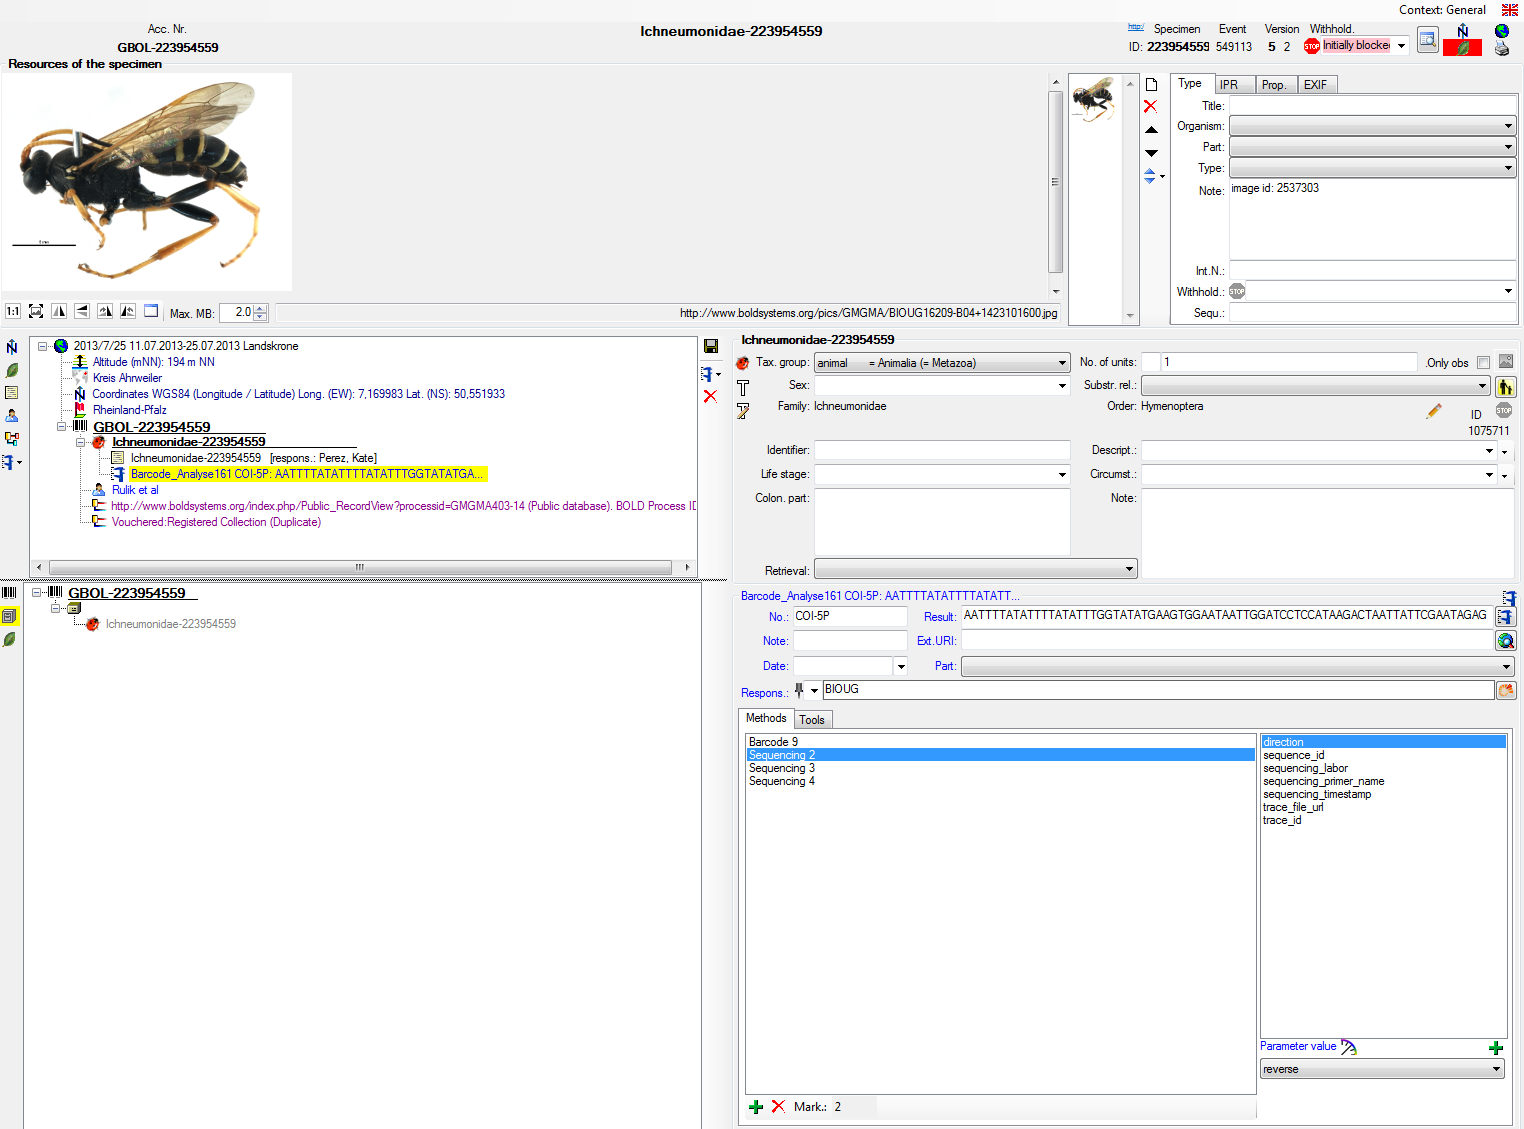 Context: General
Acc. Nr.
GBOL-223954559
Ichneumonidae-223954559
http:/ Specimen Event Version Withhold.
ID: 223954559 549113 5 2 STOP Initially blocke
Resources of the specimen
Type IPR Prop. EXIF
Title:
Organism:
Part:
Type:
Note: image id: 2537303
Int.N.:
Withhold.: STOP
Sequ.:
1:1 Max. MB: 2.0 http://www.boldsystems.org/pics/GMGMA/BIOUG16209-B04+1423101600.jpg
2013/7/25 11.07.2013-25.07.2013 Landskrone
Altitude (mNN): 194 m NN
Kreis Ahrweiler
Coordinates WGS84 (Longitude / Latitude) Long. (EW): 7,169983 Lat. (NS): 50,551933
Rheinland-Pfalz
GBOL-223954559
Ichneumonidae-223954559
Ichneumonidae-223954559 [respons.: Perez, Kate]
Barcode_Analyse161 COI-5P: AATTTTATATTTTATATTTGGTATATGA...
Rulik et al
http://www.boldsystems.org/index.php/Public_RecordView?processid=GMGMA403-14 (Public database). BOLD Process ID
Vouchered:Registered Collection (Duplicate)
Ichneumonidae-223954559
Tax. group: animal = Animalia (= Metazoa) No. of units: 1 Only obs
Sex: Substr. rel.:
Family: Ichneumonidae Order: Hymenoptera ID STOP
1075711
Identifier: Descript.:
Life stage: Circumst.:
Colon. part: Note:
Retrieval:
GBOL-223954559
Ichneumonidae-223954559
Barcode_Analyse161 COI-5P: AATTTTATATTTTATATT...
No.: COI-5P Result: AATTTTATATTTTATATTTGGTATATGAAGTGGAATAATTGGATCCTCCATAAGACTAATTATTCGAATAGAG
Note: Ext.URI:
Date: Part:
Respons.: BIOUG
Methods Tools
Barcode 9
Sequencing 2
Sequencing 3
Sequencing 4
direction
sequence_id
sequencing_labor
sequencing_primer_name
sequencing_timestamp
trace_file_url
trace_id
Parameter value
reverse
Mark.: 2